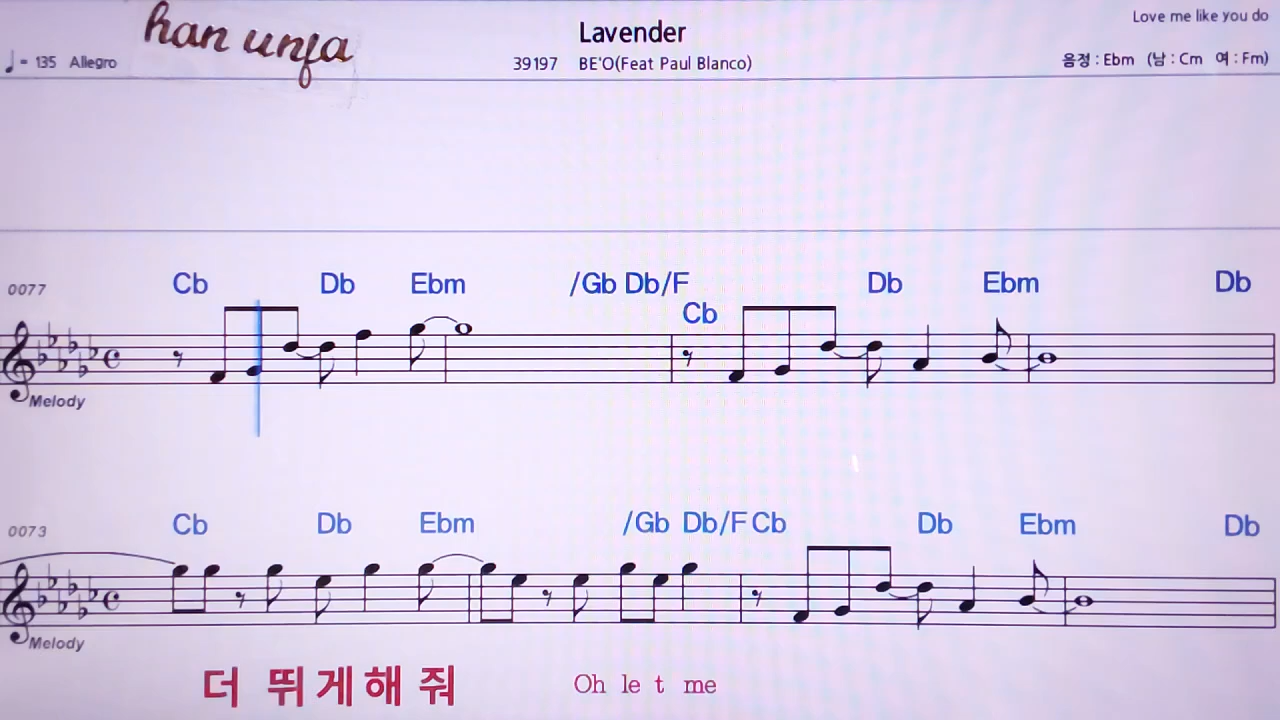 han unfa
Lavender
Love me like you do
♩= 135 Allegro
39197 BE'O(Feat Paul Blanco)
음정 : Ebm (남 : Cm 여 : Fm)
Cb Db Ebm /Gb Db/F Cb Db Ebm Db
0077
Melody
Cb Db Ebm /Gb Db/F Cb Db Ebm Db
0073
Melody
더 뛰게해 줘 Oh le t me